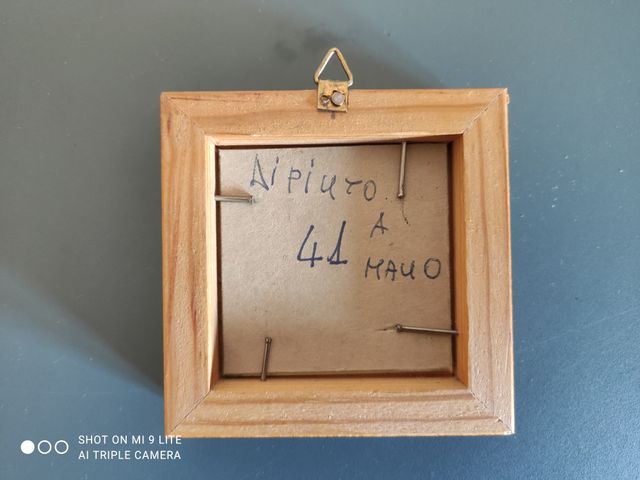 DiPiNTO
A
MANO
41
SHOT ON MI 9 LITE
AI TRIPLE CAMERA